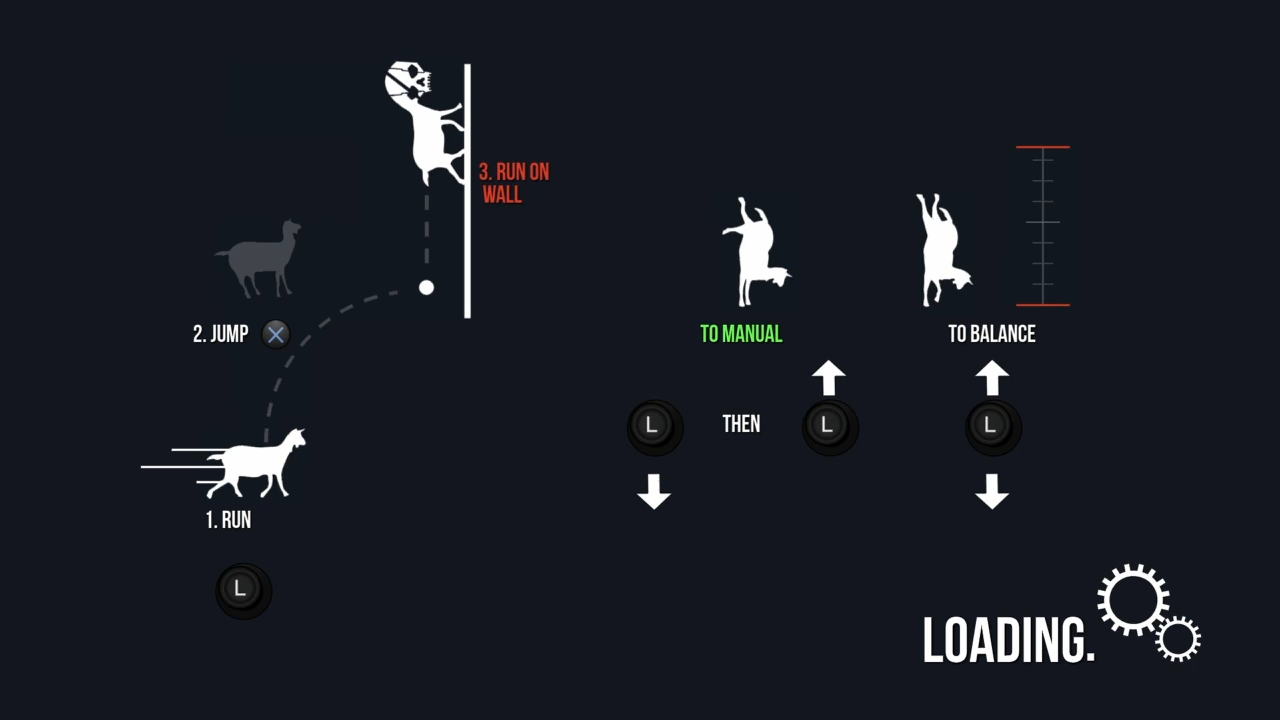 3. RUN ON
WALL
2. JUMP
TO MANUAL
TO BALANCE
L
THEN
L
L
1. RUN
L
LOADING.